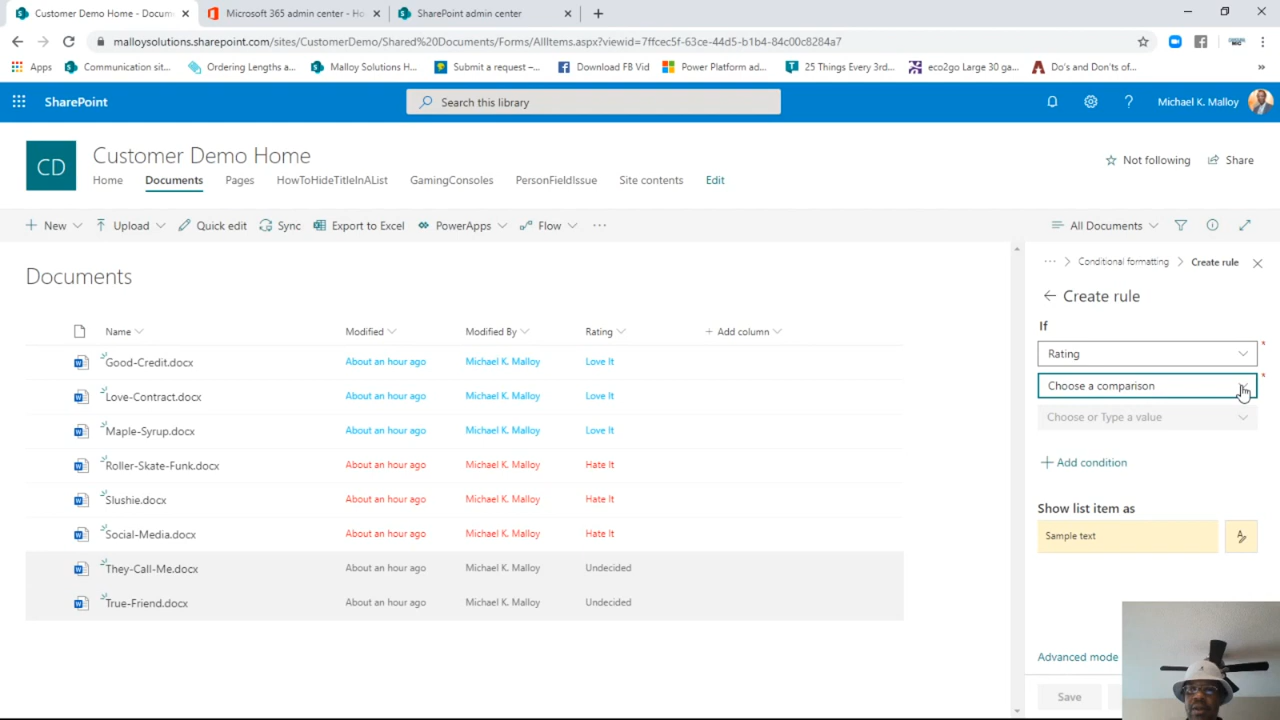 Customer Demo Home - Docume
Microsoft 365 admin center - Ho
SharePoint admin center
malloysolutions.sharepoint.com/sites/CustomerDemo/Shared%20Documents/Forms/AllItems.aspx?viewid=7ffcec5f-63ce-44d5-b1b4-84c00c8284a7
Apps Communication sit... Ordering Lengths a... Malloy Solutions H... Submit a request –... Download FB Vid Power Platform ad... 25 Things Every 3rd... eco2go Large 30 ga... Do's and Don'ts of... »
SharePoint Search this library ? Michael K. Malloy
CD
Customer Demo Home
Not following Share
Home Documents Pages HowToHideTitleInAList GamingConsoles PersonFieldIssue Site contents Edit
+ New Upload Quick edit Sync Export to Excel PowerApps Flow ... All Documents
... > Conditional formatting > Create rule
Documents
Create rule
If
Name Modified Modified By Rating + Add column
Rating
Good-Credit.docx About an hour ago Michael K. Malloy Love It
Choose a comparison
Love-Contract.docx About an hour ago Michael K. Malloy Love It
Choose or Type a value
Maple-Syrup.docx About an hour ago Michael K. Malloy Love It
+ Add condition
Roller-Skate-Funk.docx About an hour ago Michael K. Malloy Hate It
Slushie.docx About an hour ago Michael K. Malloy Hate It
Show list item as
Social-Media.docx About an hour ago Michael K. Malloy Hate It
Sample text
They-Call-Me.docx About an hour ago Michael K. Malloy Undecided
True-Friend.docx About an hour ago Michael K. Malloy Undecided
Advanced mode
Save